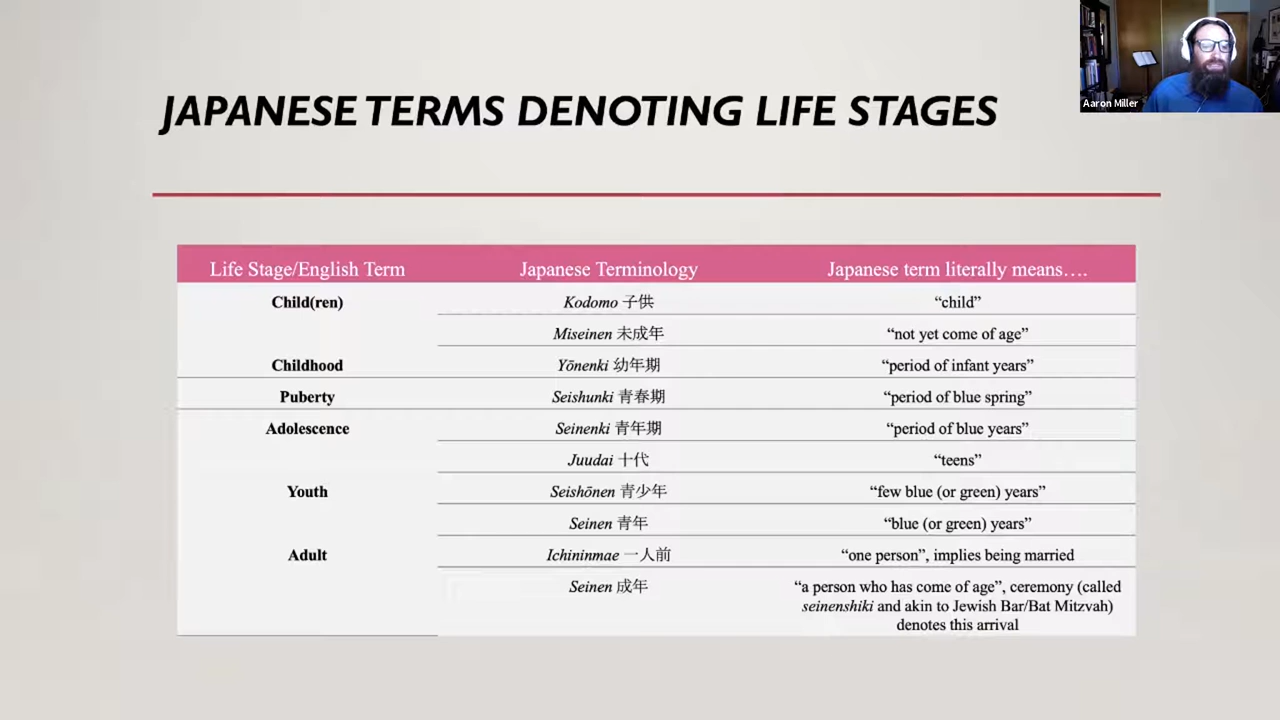 Aaron Miller
JAPANESE TERMS DENOTING LIFE STAGES
Life Stage/English Term Japanese Terminology Japanese term literally means….
Child(ren) Kodomo 子供 “child”
Miseinen 未成年 “not yet come of age”
Childhood Yōnenki 幼年期 “period of infant years”
Puberty Seishunki 青春期 “period of blue spring”
Adolescence Seinenki 青年期 “period of blue years”
Juudai 十代 “teens”
Youth Seishōnen 青少年 “few blue (or green) years”
Seinen 青年 “blue (or green) years”
Adult Ichininmae 一人前 “one person”, implies being married
Seinen 成年 “a person who has come of age”, ceremony (called
seinenshiki and akin to Jewish Bar/Bat Mitzvah)
denotes this arrival